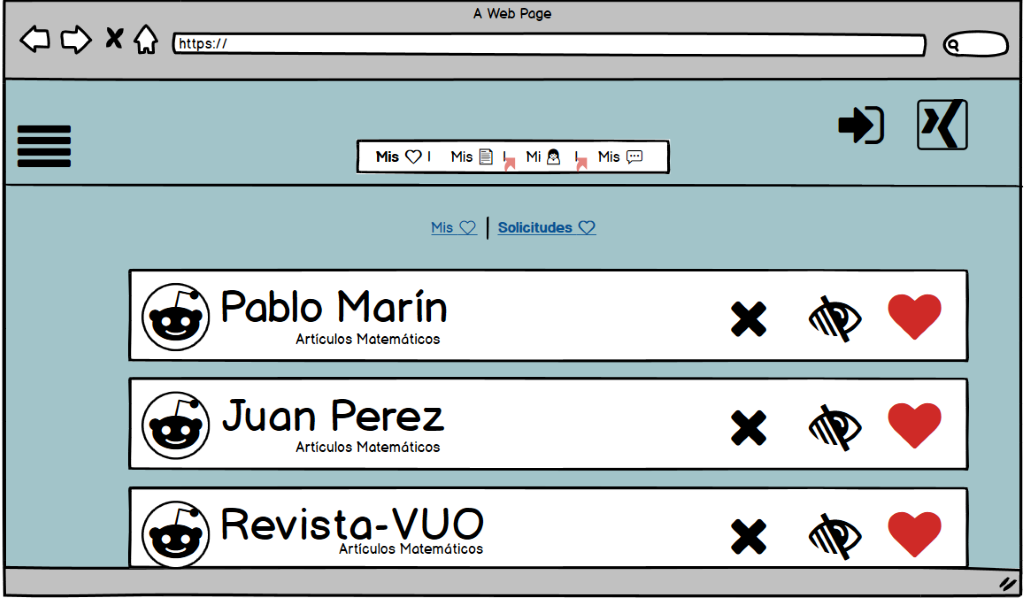 A Web Page
https://
Mis | Mis | Mi | Mis
Mis | Solicitudes
Pablo Marín
Artículos Matemáticos
Juan Perez
Artículos Matemáticos
Revista-VUO
Artículos Matemáticos